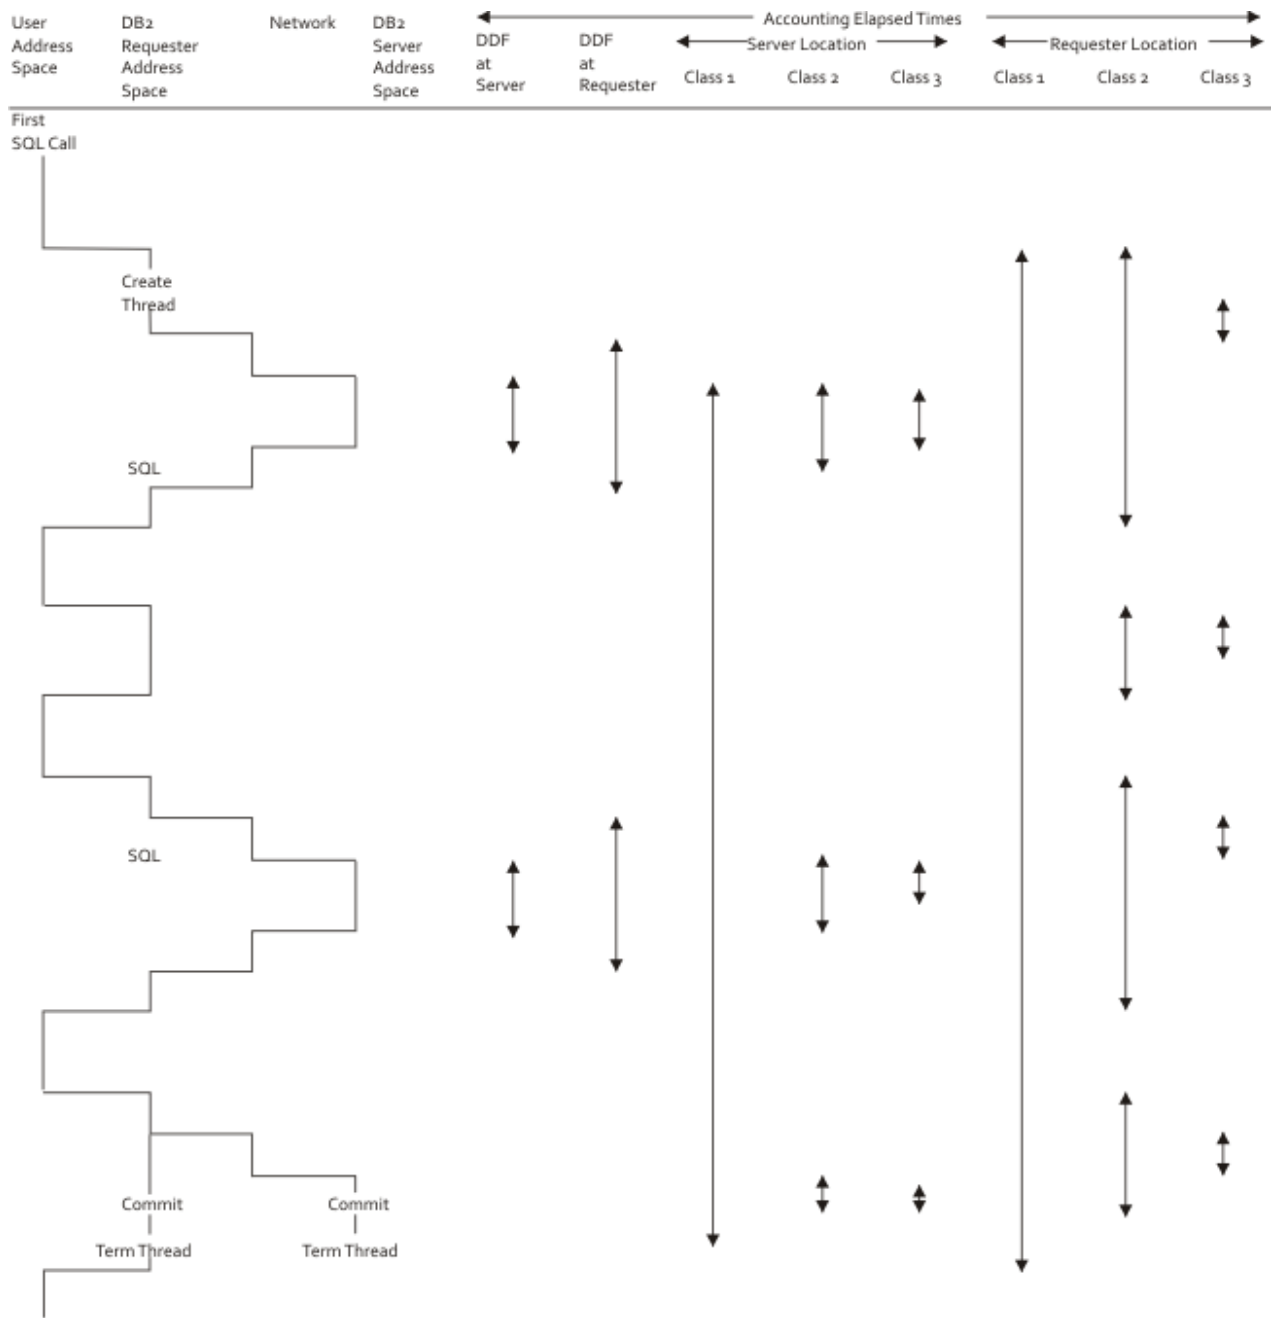 User
Address
Space
DB2
Requester
Address
Space
Network
DB2
Server
Address
Space
Accounting Elapsed Times
DDF
at
Server
DDF
at
Requester
Server Location
Requester Location
Class 1
Class 2
Class 3
Class 1
Class 2
Class 3
First
SQL Call
Create
Thread
SQL
SQL
Commit
Commit
Term Thread
Term Thread